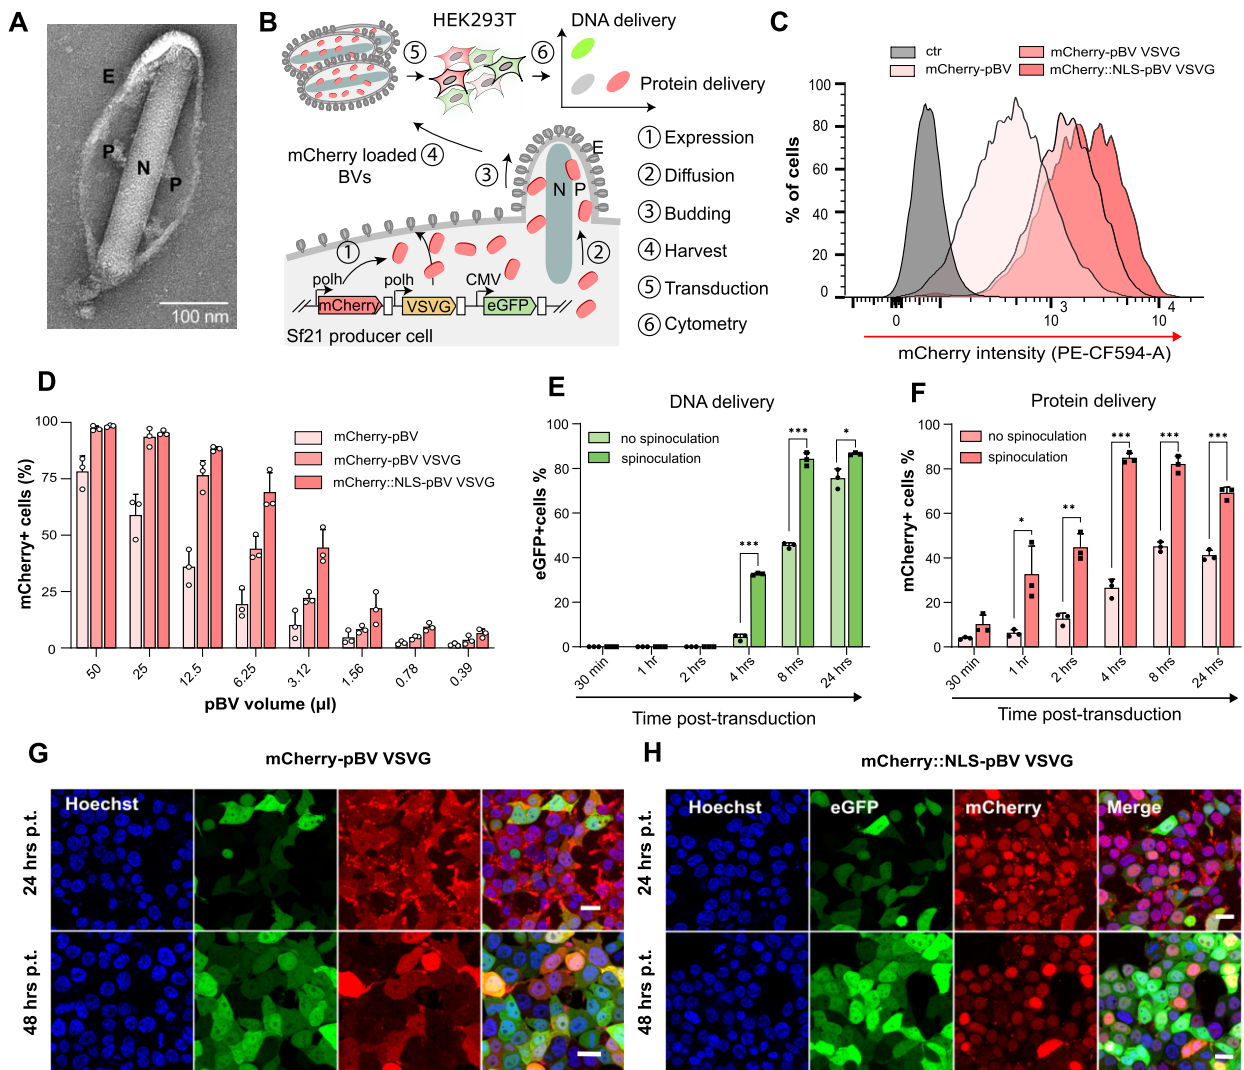 A
E
P
N
P
100 nm
B
HEK293T
DNA delivery
Protein delivery
5
6
mCherry loaded
BVs
4
3
E
N
P
1
2
polh
polh
CMV
mCherry
VSVG
eGFP
Sf21 producer cell
1 Expression
2 Diffusion
3 Budding
4 Harvest
5 Transduction
6 Cytometry
C
ctr
mCherry-pBV
mCherry-pBV VSVG
mCherry::NLS-pBV VSVG
% of cells
100
80
60
40
20
0
0
10 3
10 4
mCherry intensity (PE-CF594-A)
D
mCherry+ cells (%)
100
75
50
25
0
mCherry-pBV
mCherry-pBV VSVG
mCherry::NLS-pBV VSVG
50
25
12.5
6.25
3.12
1.56
0.78
0.39
pBV volume (µl)
E
DNA delivery
no spinoculation
spinoculation
eGFP+cells %
100
80
60
40
20
0
***
***
*
30 min
1 hr
2 hrs
4 hrs
8 hrs
24 hrs
Time post-transduction
F
Protein delivery
no spinoculation
spinoculation
mCherry+ cells %
100
80
60
40
20
0
*
**
***
***
***
30 min
1 hr
2 hrs
4 hrs
8 hrs
24 hrs
Time post-transduction
G
mCherry-pBV VSVG
24 hrs p.t.
48 hrs p.t.
Hoechst
H
mCherry::NLS-pBV VSVG
24 hrs p.t.
48 hrs p.t.
Hoechst
eGFP
mCherry
Merge